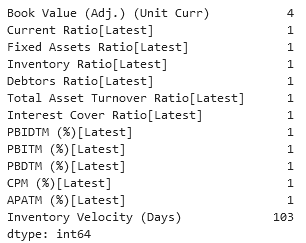 Book Value (Adj.) (Unit Curr) 4
Current Ratio[Latest] 1
Fixed Assets Ratio[Latest] 1
Inventory Ratio[Latest] 1
Debtors Ratio[Latest] 1
Total Asset Turnover Ratio[Latest] 1
Interest Cover Ratio[Latest] 1
PBIDTM (%)[Latest] 1
PBITM (%)[Latest] 1
PBDTM (%)[Latest] 1
CPM (%)[Latest] 1
APATM (%)[Latest] 1
Inventory Velocity (Days) 103
dtype: int64